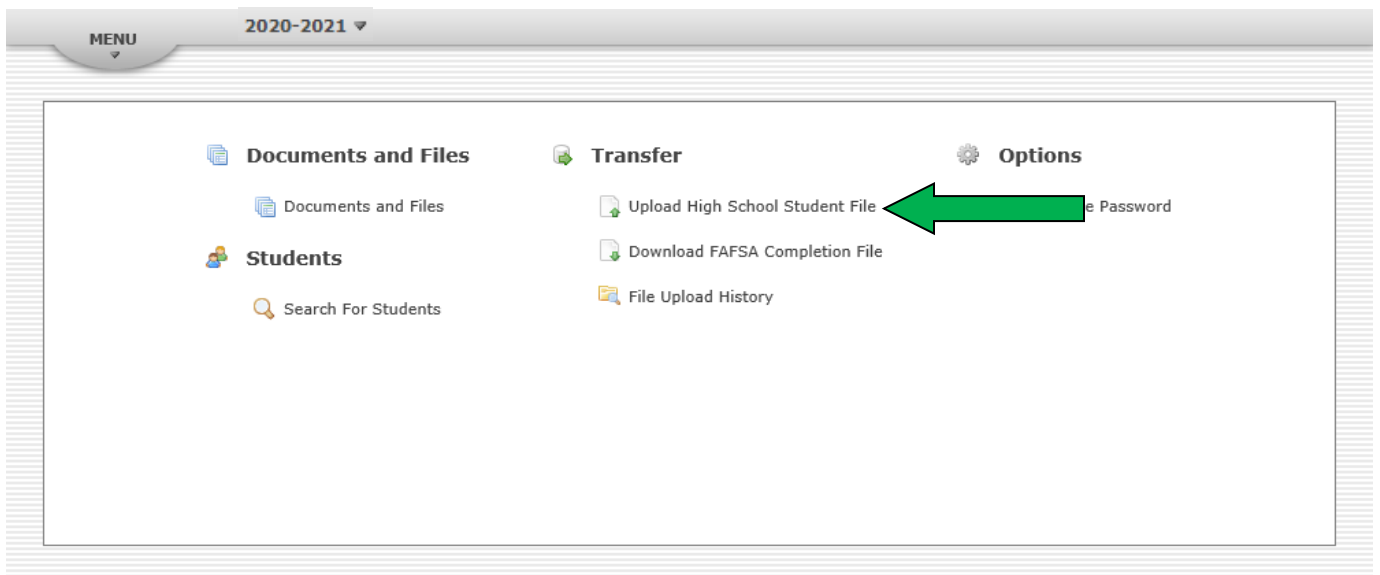 2020-2021
MENU
Documents and Files
Documents and Files
Students
Search For Students
Transfer
Upload High School Student File
Download FAFSA Completion File
File Upload History
Options
Password